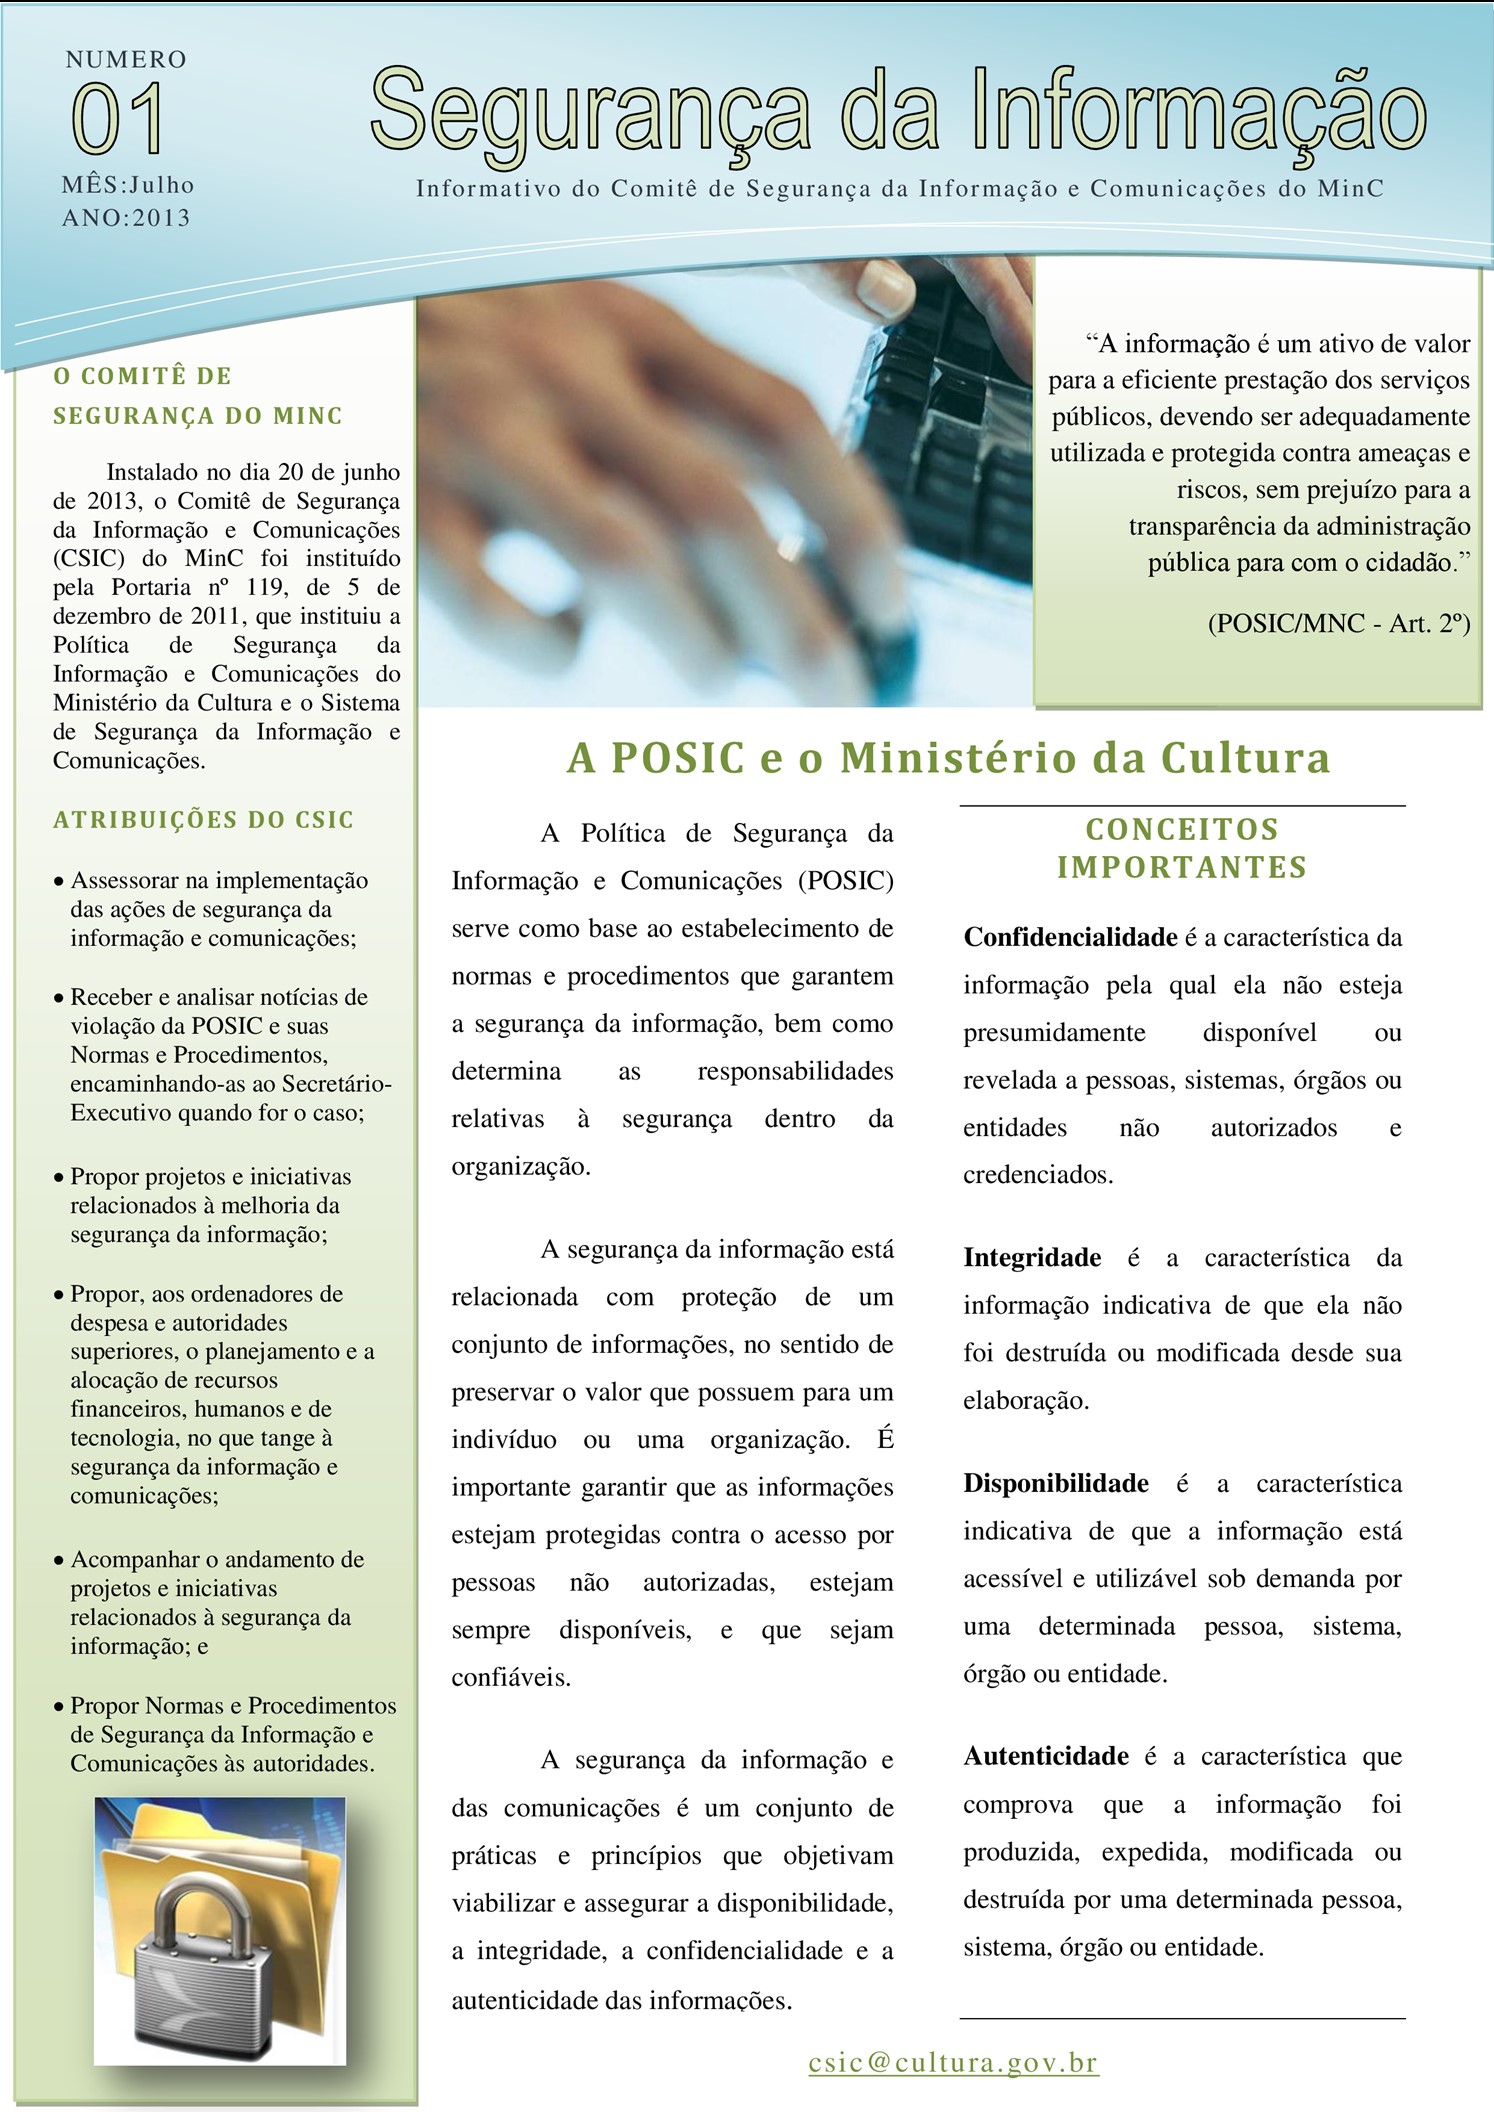 NUMERO
01
MÊS:Julho
ANO:2013
Segurança da Informação
Informativo do Comitê de Segurança da Informação e Comunicações do MinC
O COMITÊ DE
SEGURANÇA DO MINC
Instalado no dia 20 de junho
de 2013, o Comitê de Segurança
da Informação e Comunicações
(CSIC) do MinC foi instituído
pela Portaria nº 119, de 5 de
dezembro de 2011, que instituiu a
Política de Segurança da
Informação e Comunicações do
Ministério da Cultura e o Sistema
de Segurança da Informação e
Comunicações.
ATRIBUIÇÕES DO CSIC
• Assessorar na implementação
das ações de segurança da
informação e comunicações;
• Receber e analisar notícias de
violação da POSIC e suas
Normas e Procedimentos,
encaminhando-as ao Secretário-
Executivo quando for o caso;
• Propor projetos e iniciativas
relacionados à melhoria da
segurança da informação;
• Propor, aos ordenadores de
despesa e autoridades
superiores, o planejamento e a
alocação de recursos
financeiros, humanos e de
tecnologia, no que tange à
segurança da informação e
comunicações;
• Acompanhar o andamento de
projetos e iniciativas
relacionados à segurança da
informação; e
• Propor Normas e Procedimentos
de Segurança da Informação e
Comunicações às autoridades.
“A informação é um ativo de valor
para a eficiente prestação dos serviços
públicos, devendo ser adequadamente
utilizada e protegida contra ameaças e
riscos, sem prejuízo para a
transparência da administração
pública para com o cidadão.”
(POSIC/MNC - Art. 2º)
A POSIC e o Ministério da Cultura
A Política de Segurança da
Informação e Comunicações (POSIC)
serve como base ao estabelecimento de
normas e procedimentos que garantem
a segurança da informação, bem como
determina as responsabilidades
relativas à segurança dentro da
organização.
A segurança da informação está
relacionada com proteção de um
conjunto de informações, no sentido de
preservar o valor que possuem para um
indivíduo ou uma organização. É
importante garantir que as informações
estejam protegidas contra o acesso por
pessoas não autorizadas, estejam
sempre disponíveis, e que sejam
confiáveis.
A segurança da informação e
das comunicações é um conjunto de
práticas e princípios que objetivam
viabilizar e assegurar a disponibilidade,
a integridade, a confidencialidade e a
autenticidade das informações.
CONCEITOS
IMPORTANTES
Confidencialidade é a característica da
informação pela qual ela não esteja
presumidamente disponível ou
revelada a pessoas, sistemas, órgãos ou
entidades não autorizados e
credenciados.
Integridade é a característica da
informação indicativa de que ela não
foi destruída ou modificada desde sua
elaboração.
Disponibilidade é a característica
indicativa de que a informação está
acessível e utilizável sob demanda por
uma determinada pessoa, sistema,
órgão ou entidade.
Autenticidade é a característica que
comprova que a informação foi
produzida, expedida, modificada ou
destruída por uma determinada pessoa,
sistema, órgão ou entidade.
csic@cultura.gov.br